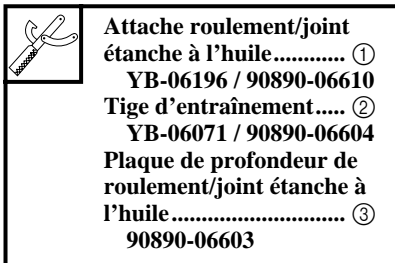 Attache roulement/joint
étanche à l’huile............ ①
YB-06196 / 90890-06610
Tige d’entraînement..... ②
YB-06071 / 90890-06604
Plaque de profondeur de
roulement/joint étanche à
l’huile.............................. ③
90890-06603